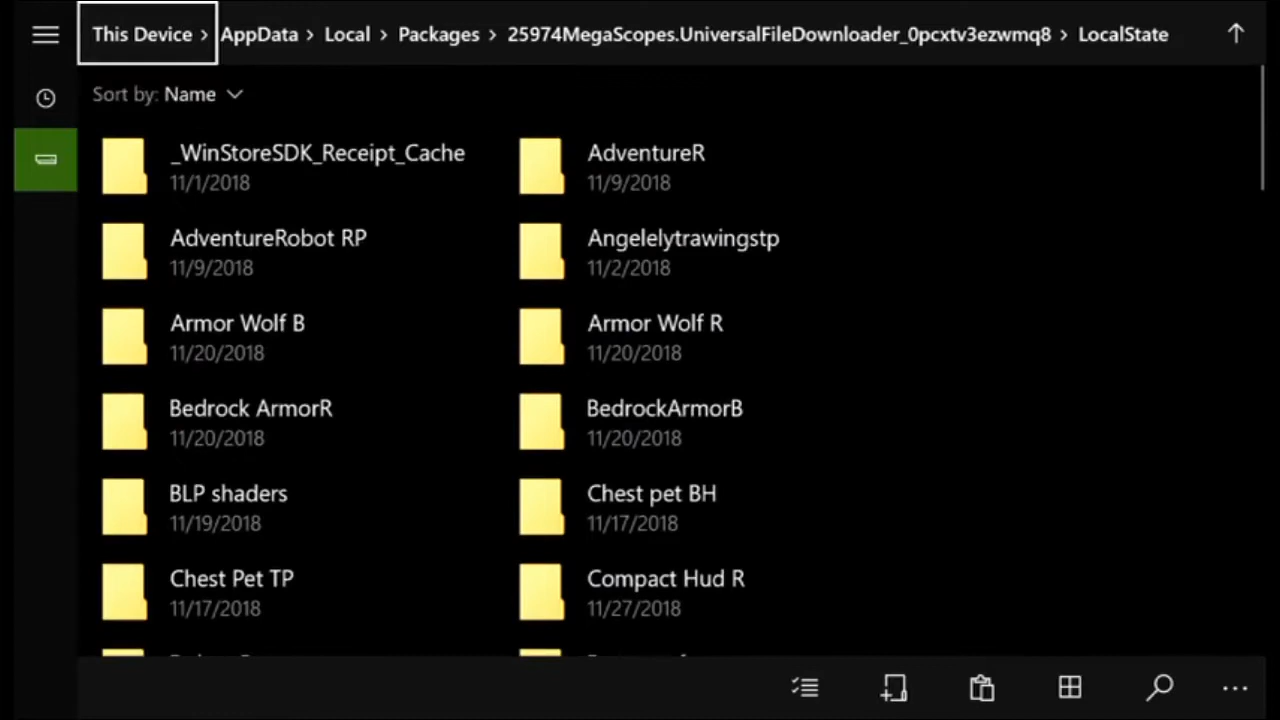 This Device > AppData > Local > Packages > 25974MegaScopes.UniversalFileDownloader_0pcxtv3ezwmq8 > LocalState
Sort by: Name
_WinStoreSDK_Receipt_Cache
11/1/2018
AdventureR
11/9/2018
AdventureRobot RP
11/9/2018
Angelelytrawingstp
11/2/2018
Armor Wolf B
11/20/2018
Armor Wolf R
11/20/2018
Bedrock ArmorR
11/20/2018
BedrockArmorB
11/20/2018
BLP shaders
11/19/2018
Chest pet BH
11/17/2018
Chest Pet TP
11/17/2018
Compact Hud R
11/27/2018